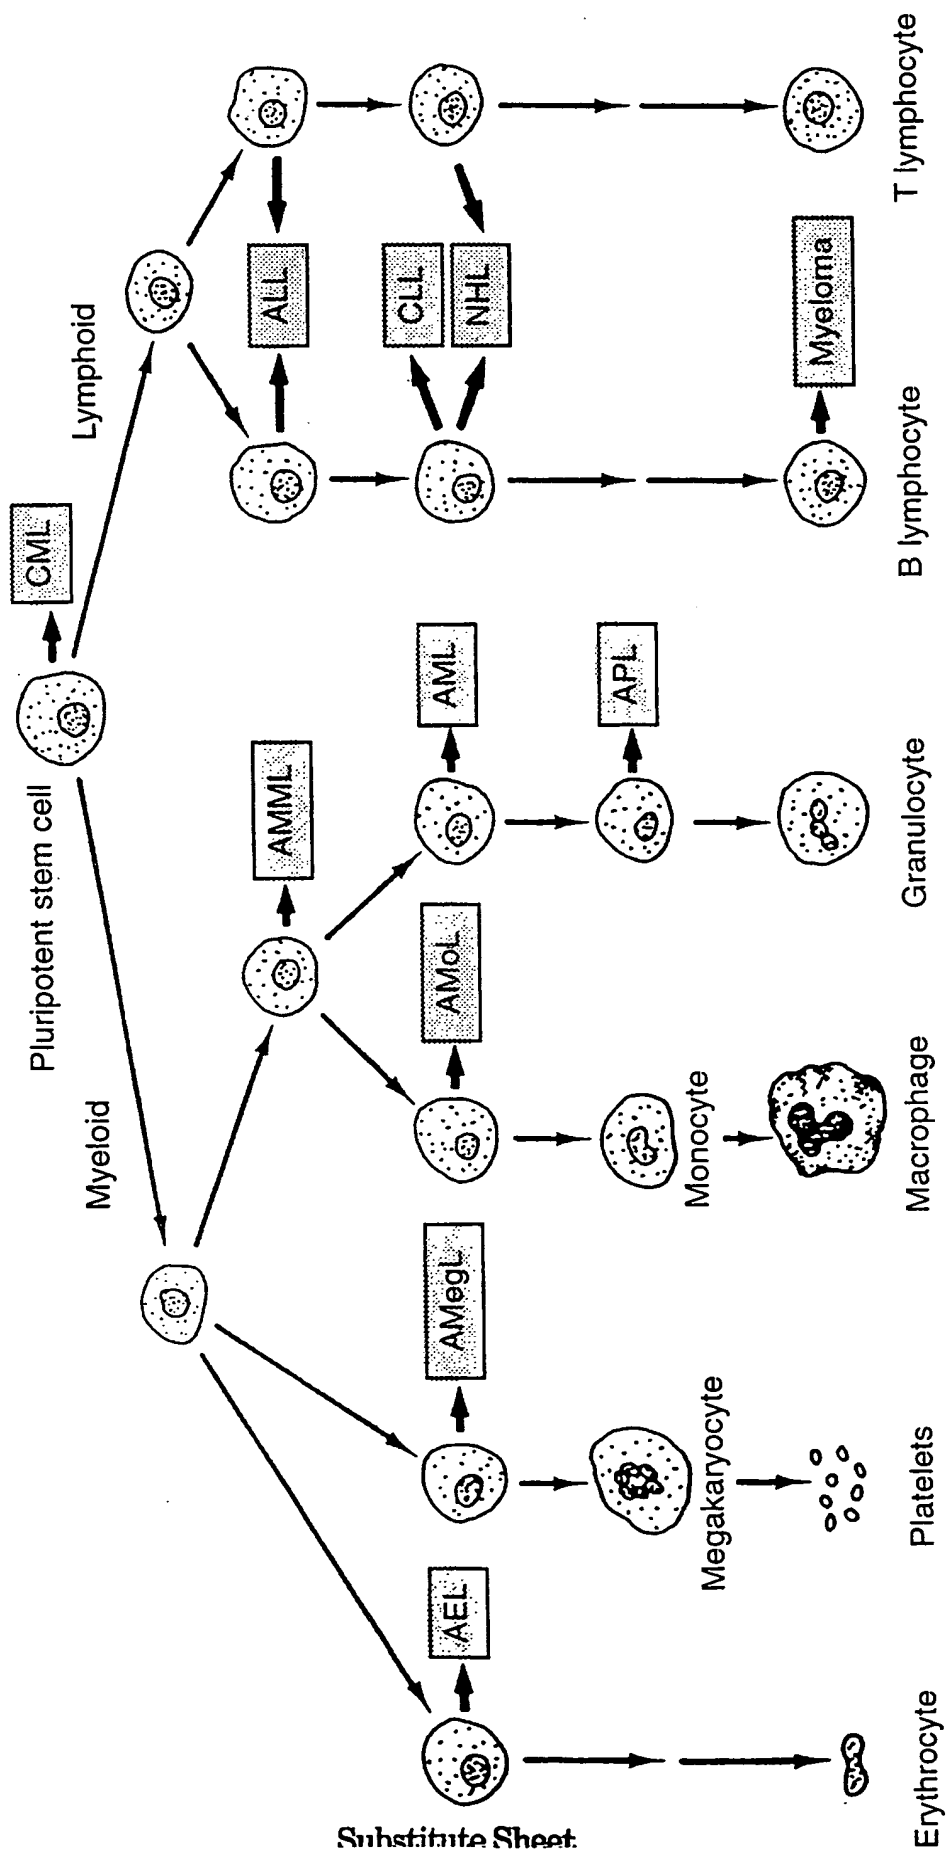 Pluripotent stem cell
CML
Myeloid
Lymphoid
AMML
ALL
AEL
AMegL
AMoL
AML
CLL
NHL
Megakaryocyte
Monocyte
APL
Myeloma
Erythrocyte
Platelets
Macrophage
Granulocyte
B lymphocyte
T lymphocyte
Substitute Sheet